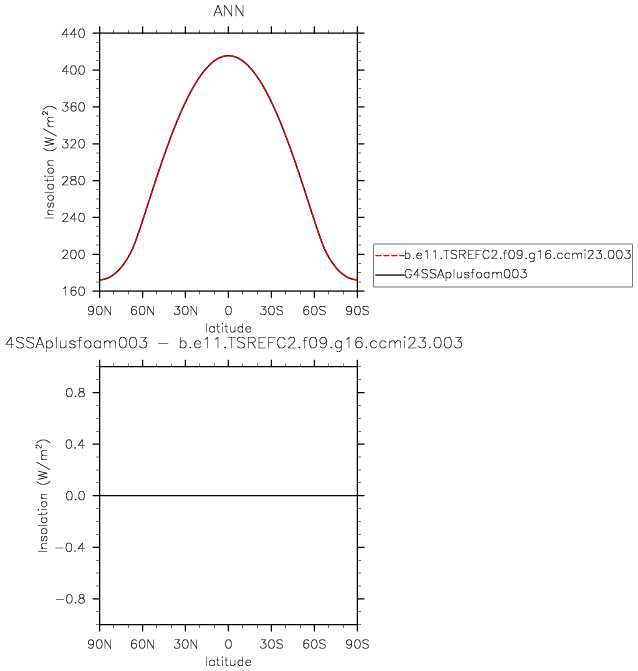 ANN
440
400
360
320
280
240
200
160
Insolation (W/m²)
90N 60N 30N 0 30S 60S 90S
latitude
b.e11.TSREFC2.f09.g16.ccmi23.003
G4SSAplusfoam003
4SSAplusfoam003 − b.e11.TSREFC2.f09.g16.ccmi23.003
0.8
0.4
0.0
−0.4
−0.8
Insolation (W/m²)
90N 60N 30N 0 30S 60S 90S
latitude